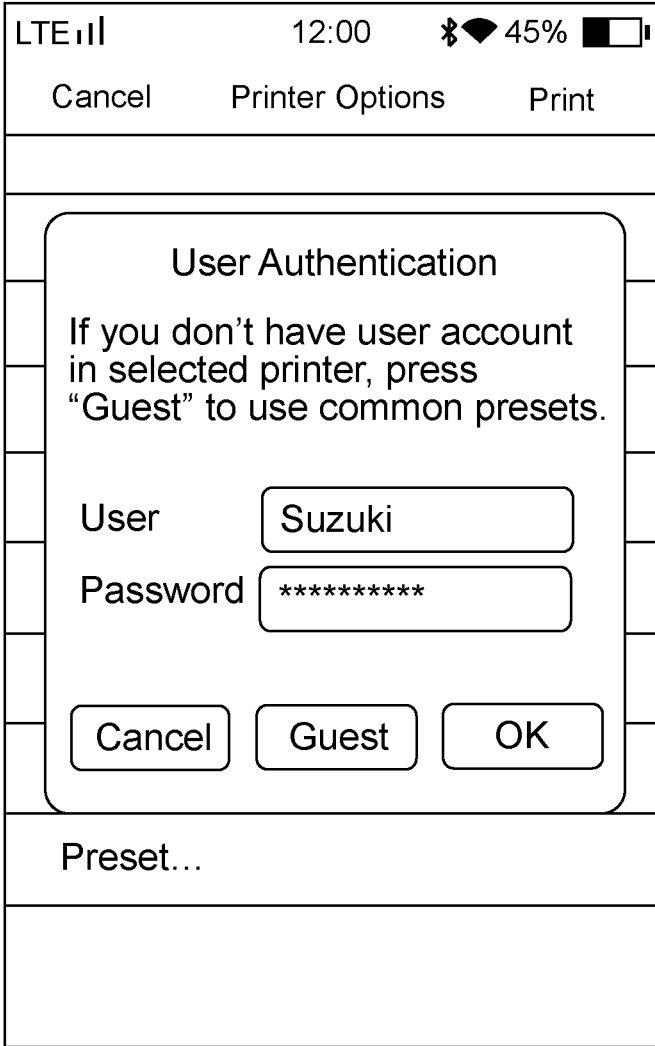 LTE 12:00 45%
Cancel Printer Options Print
User Authentication
If you don’t have user account
in selected printer, press
“Guest” to use common presets.
User Suzuki
Password **********
Cancel Guest OK
Preset...